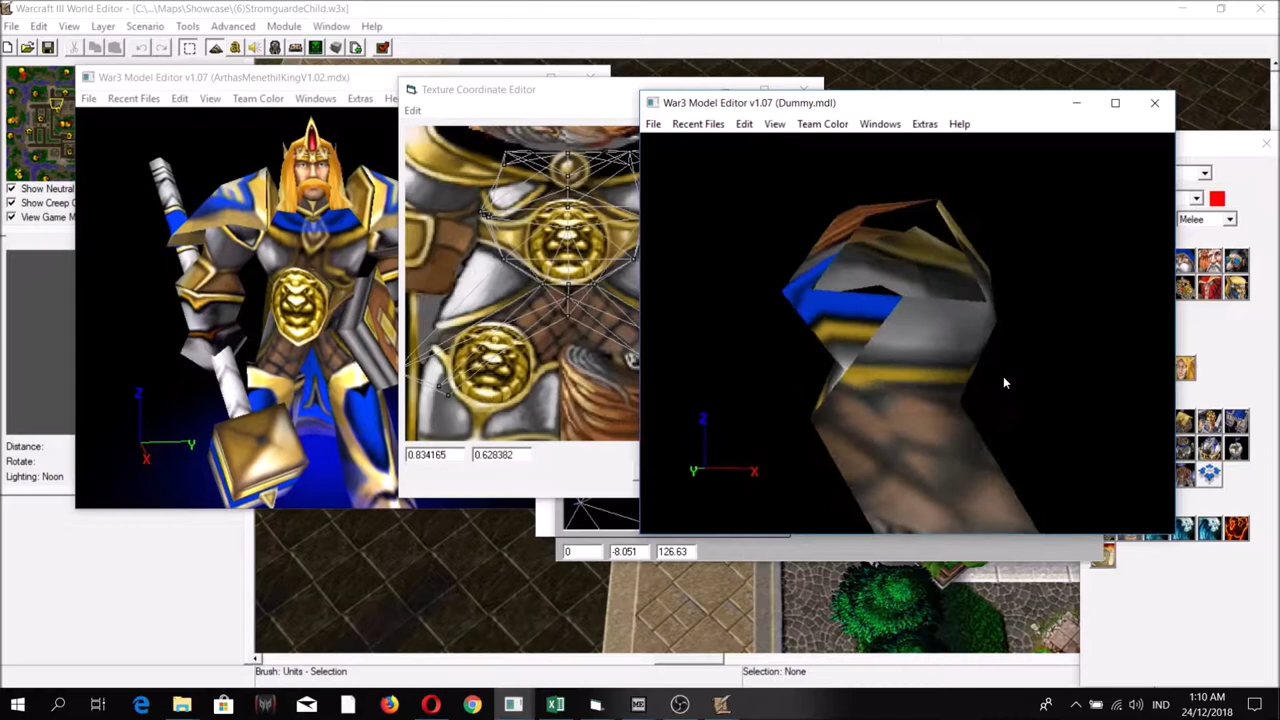 Warcraft III World Editor - [C:\...\Maps\Showcase\(6)StromguardeChild.w3x]
File Edit View Layer Scenario Tools Advanced Module Window Help
War3 Model Editor v1.07 (ArthasMenethilKingV1.02.mdx)
File Recent Files Edit View Team Color Windows Extras He
Texture Coordinate Editor
Edit
War3 Model Editor v1.07 (Dummy.mdl)
File Recent Files Edit View Team Color Windows Extras Help
Show Neutral
Show Creep C
View Game M
Melee
Z
Y
X
Z
Y
X
0.834165 0.628382
Distance:
Rotate:
Lighting: Noon
0 -8.051 126.63
Brush: Units - Selection
Selection: None
IND
1:10 AM
24/12/2018